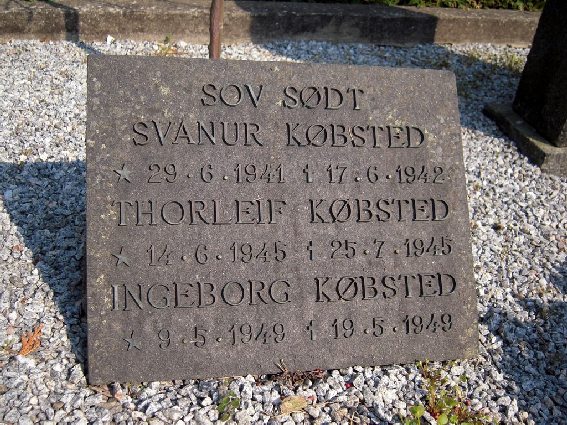 SOV SØDT
SVANUR KØBSTED
* 29.6.1941 † 17.6.1942
THORLEIF KØBSTED
* 14.6.1945 † 25.7.1945
INGEBORG KØBSTED
* 9.5.1949 † 19.5.1949